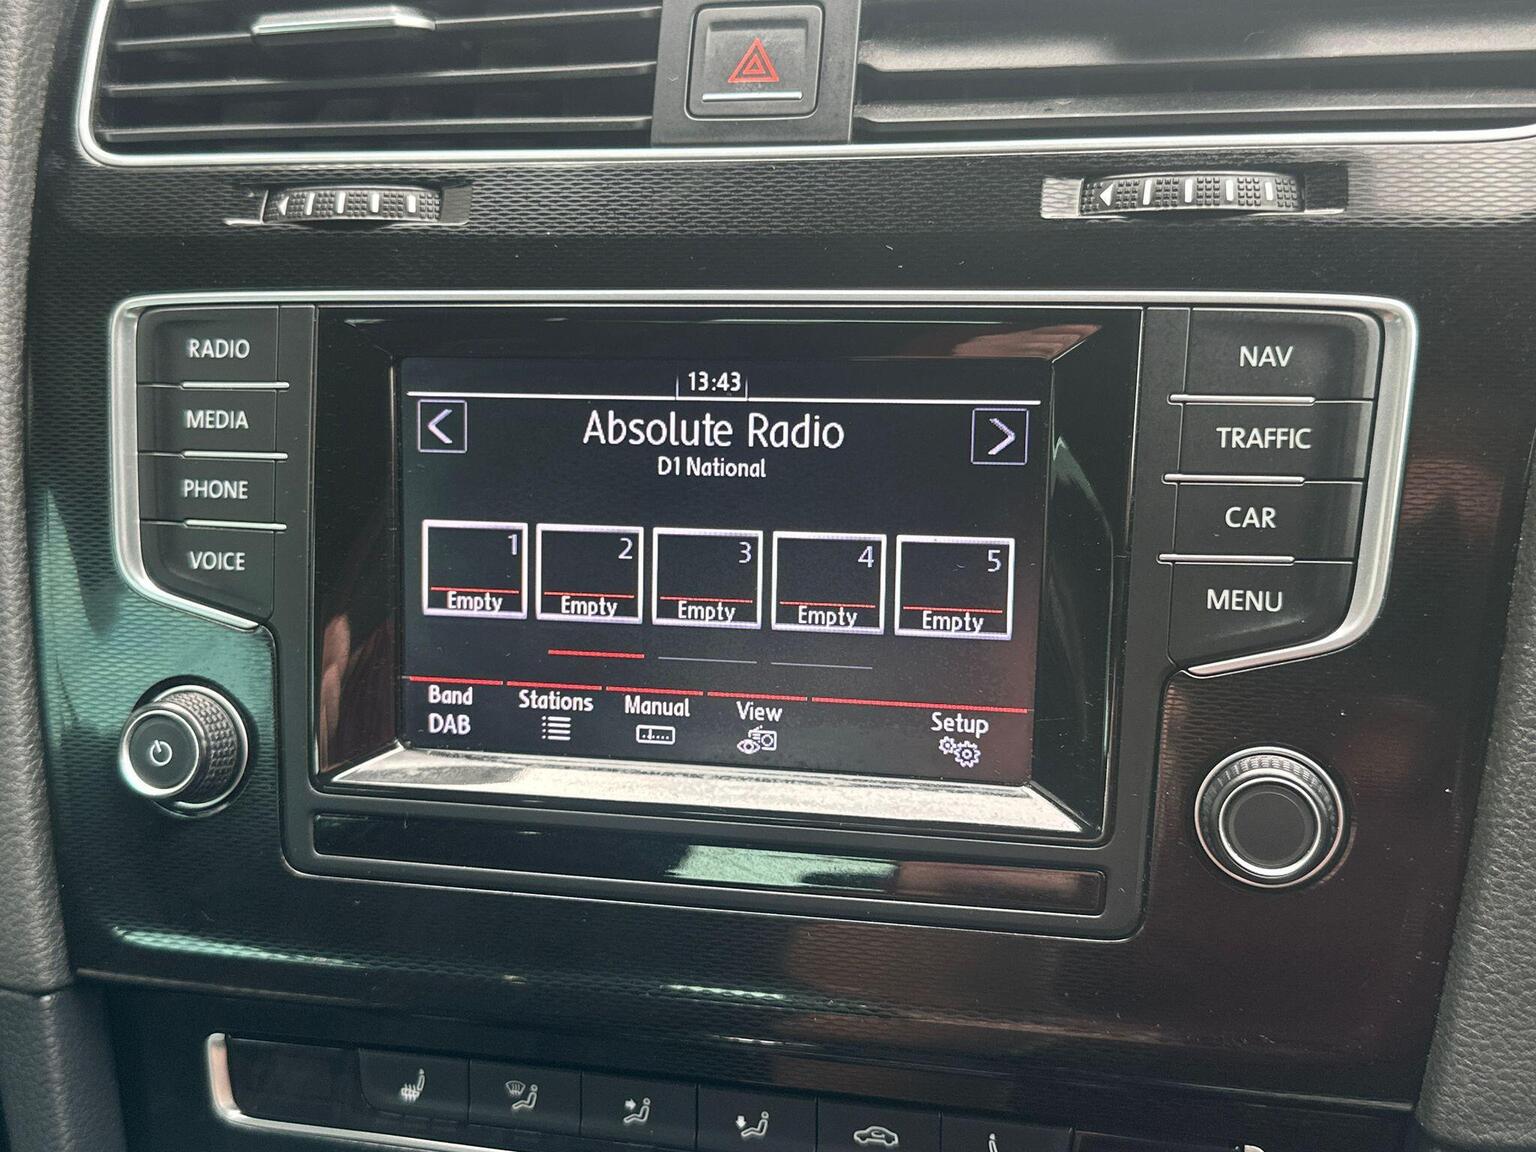 RADIO
MEDIA
PHONE
VOICE
13:43
Absolute Radio
D1 National
1
Empty
2
Empty
3
Empty
4
Empty
5
Empty
Band
DAB
Stations
Manual
View
Setup
NAV
TRAFFIC
CAR
MENU